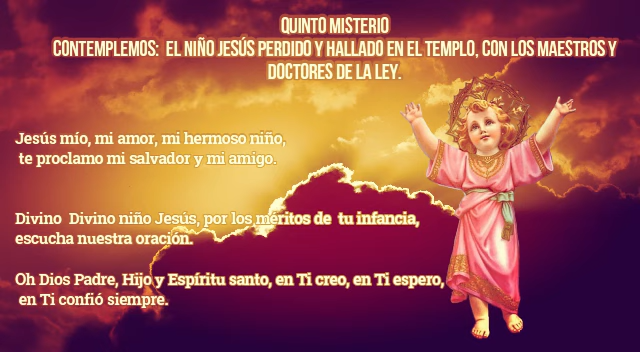 QUINTO MISTERIO
CONTEMPLEMOS: EL NIÑO JESÚS PERDIDO Y HALLADO EN EL TEMPLO, CON LOS MAESTROS Y
DOCTORES DE LA LEY.
Jesús mío, mi amor, mi hermoso niño,
te proclamo mi salvador y mi amigo.
Divino Divino niño Jesús, por los méritos de tu infancia,
escucha nuestra oración.
Oh Dios Padre, Hijo y Espíritu santo, en Ti creo, en Ti espero,
en Ti confió siempre.